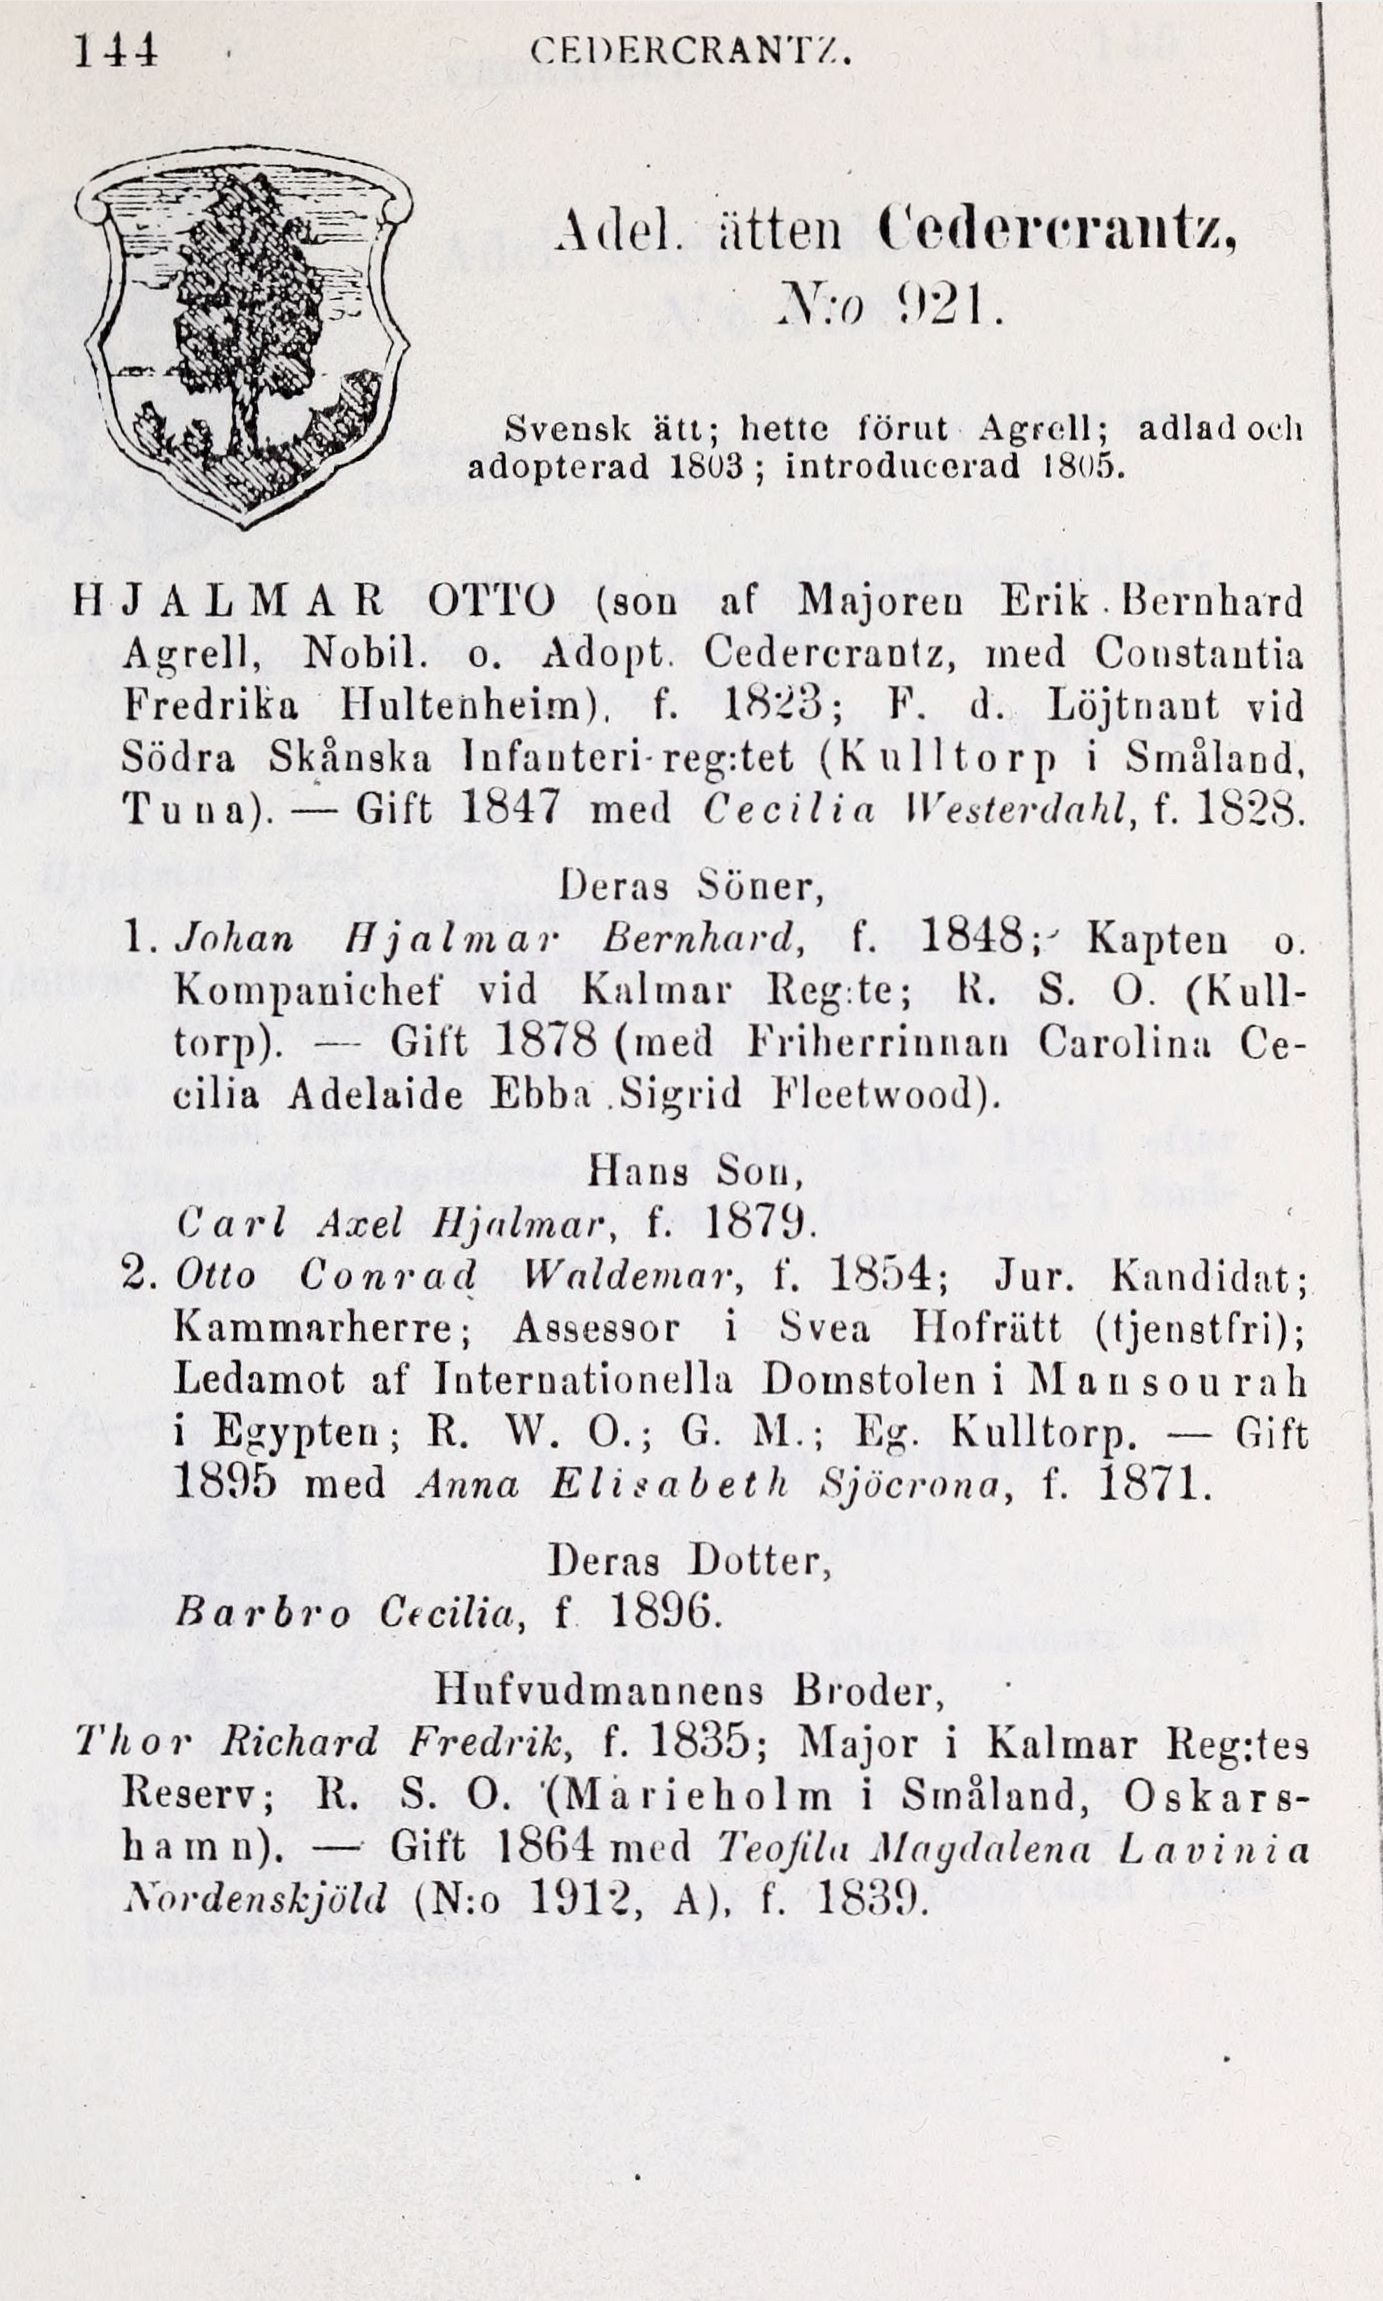 144
CEDERCRANTZ.
Adel. ätten Cedercrantz,
N:o 921.
Svensk ätt; hette förut Agrell; adlad och
adopterad 1803; introducerad 1805.
HJALMAR OTTO (son af Majoren Erik Bernhard
Agrell, Nobil. o. Adopt. Cedercrantz, med Constantia
Fredrika Hultenheim), f. 1823; F. d. Löjtnant vid
Södra Skånska Infanteri-reg:tet (Kulltorp i Småland,
Tuna). — Gift 1847 med Cecilia Westerdahl, f. 1828.
Deras Söner,
1. Johan Hjalmar Bernhard, f. 1848; Kapten o.
Kompanichef vid Kalmar Reg:te; R. S. O. (Kull-
torp). — Gift 1878 (med Friherrinnan Carolina Ce-
cilia Adelaide Ebba Sigrid Fleetwood).
Hans Son,
Carl Axel Hjalmar, f. 1879.
2. Otto Conrad Waldemar, f. 1854; Jur. Kandidat;
Kammarherre; Assessor i Svea Hofrätt (tjenstfri);
Ledamot af Internationella Domstolen i Mansourah
i Egypten; R. W. O.; G. M.; Eg. Kulltorp. — Gift
1895 med Anna Elisabeth Sjöcrona, f. 1871.
Deras Dotter,
Barbro Cecilia, f 1896.
Hufvudmannens Broder,
Thor Richard Fredrik, f. 1835; Major i Kalmar Reg:tes
Reserv; R. S. O. (Marieholm i Småland, Oskars-
hamn). — Gift 1864 med Teofila Magdalena Lavinia
Nordenskjöld (N:o 1912, A), f. 1839.